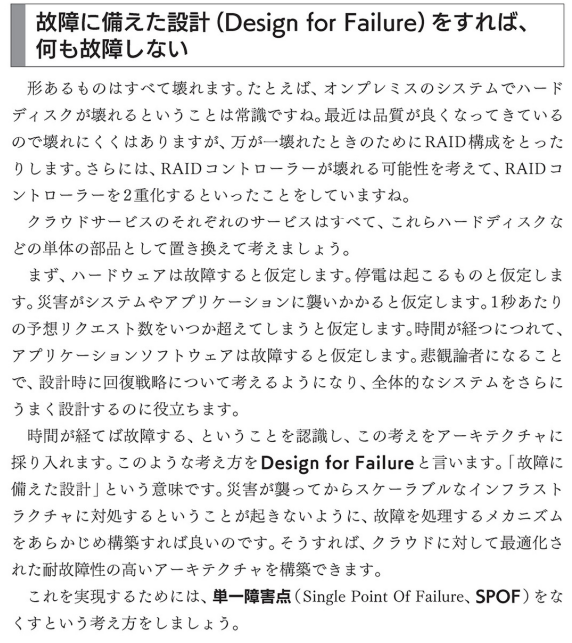 故障に備えた設計（Design for Failure）をすれば、
何も故障しない
形あるものはすべて壊れます。たとえば、オンプレミスのシステムでハード
ディスクが壊れるということは常識ですね。最近は品質が良くなってきている
ので壊れにくくはありますが、万が一壊れたときのためにRAID構成をとった
りします。さらには、RAIDコントローラーが壊れる可能性を考えて、RAIDコ
ントローラーを2重化するといったことをしていますね。
クラウドサービスのそれぞれのサービスはすべて、これらハードディスクな
どの単体の部品として置き換えて考えましょう。
まず、ハードウェアは故障すると仮定します。停電は起こるものと仮定しま
す。災害がシステムやアプリケーションに襲いかかると仮定します。1秒あたり
の予想リクエスト数をいつか超えてしまうと仮定します。時間が経つにつれて、
アプリケーションソフトウェアは故障すると仮定します。悲観論者になること
で、設計時に回復戦略について考えるようになり、全体的なシステムをさらに
うまく設計するのに役立ちます。
時間が経てば故障する、ということを認識し、この考えをアーキテクチャに
採り入れます。このような考え方をDesign for Failureと言います。「故障に
備えた設計」という意味です。災害が襲ってからスケーラブルなインフラスト
ラクチャに対処するということが起きないように、故障を処理するメカニズム
をあらかじめ構築すれば良いのです。そうすれば、クラウドに対して最適化さ
れた耐故障性の高いアーキテクチャを構築できます。
これを実現するためには、単一障害点（Single Point Of Failure、SPOF）をな
くすという考え方をしましょう。